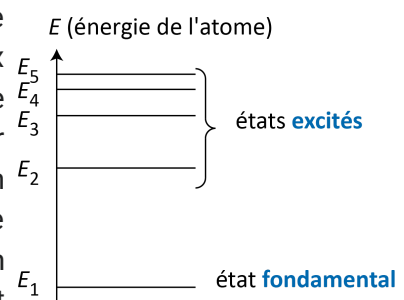 E (énergie de l'atome)
E5
E4
E3
états excités
E2
E1
état fondamental